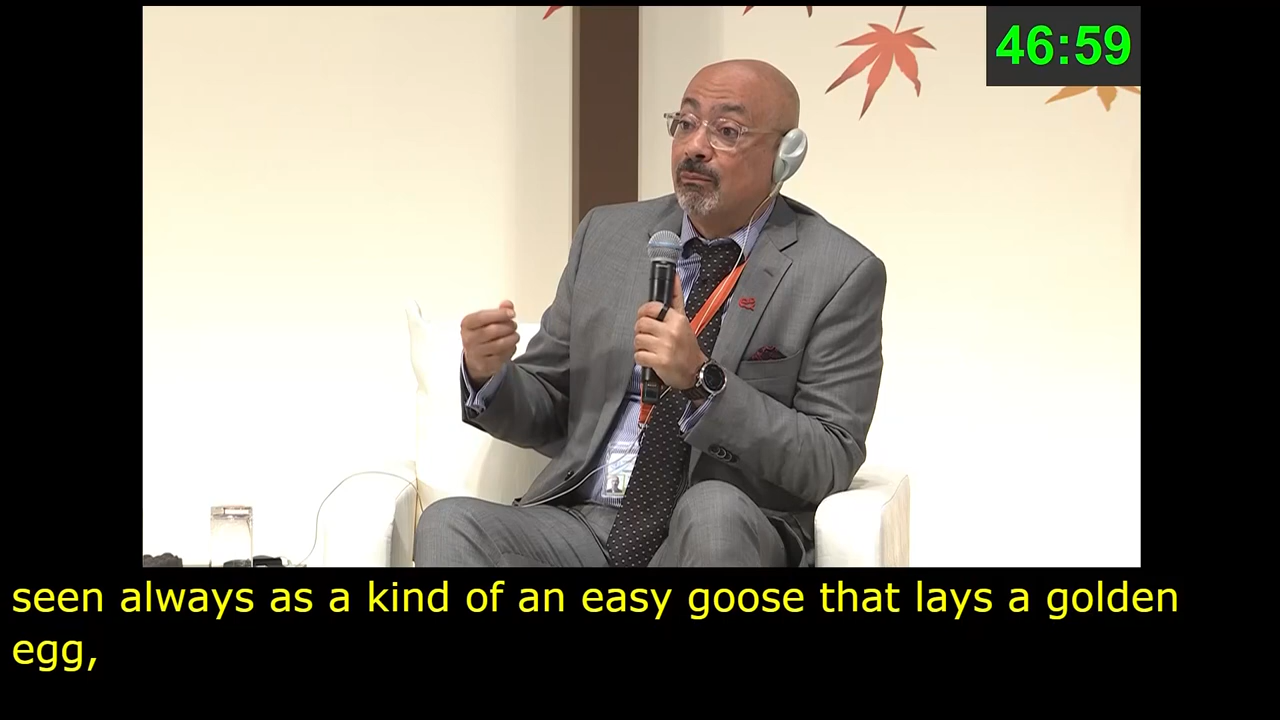 46:59
seen always as a kind of an easy goose that lays a golden
egg,